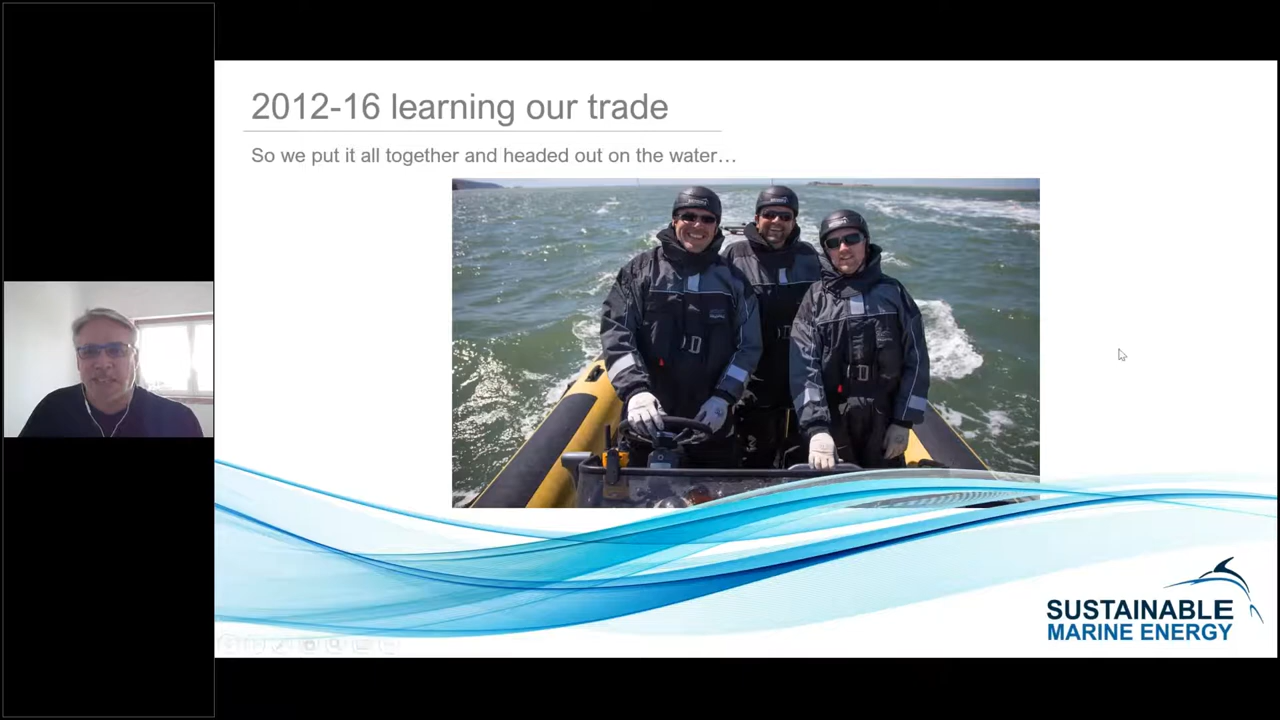 2012-16 learning our trade
So we put it all together and headed out on the water…
SUSTAINABLE
MARINE ENERGY